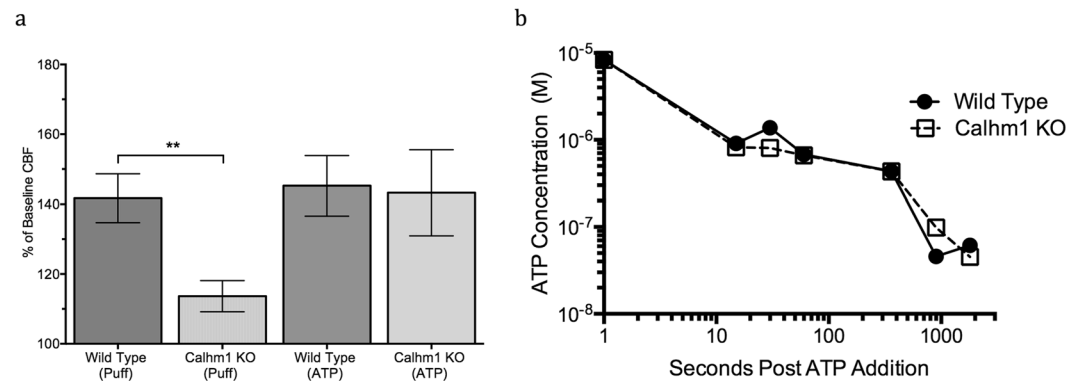 a
180
160
140
120
100
% of Baseline CBF
**
Wild Type
(Puff)
Calhm1 KO
(Puff)
Wild Type
(ATP)
Calhm1 KO
(ATP)
b
10-5
10-6
10-7
10-8
ATP Concentration (M)
Wild Type
Calhm1 KO
1
10
100
1000
Seconds Post ATP Addition